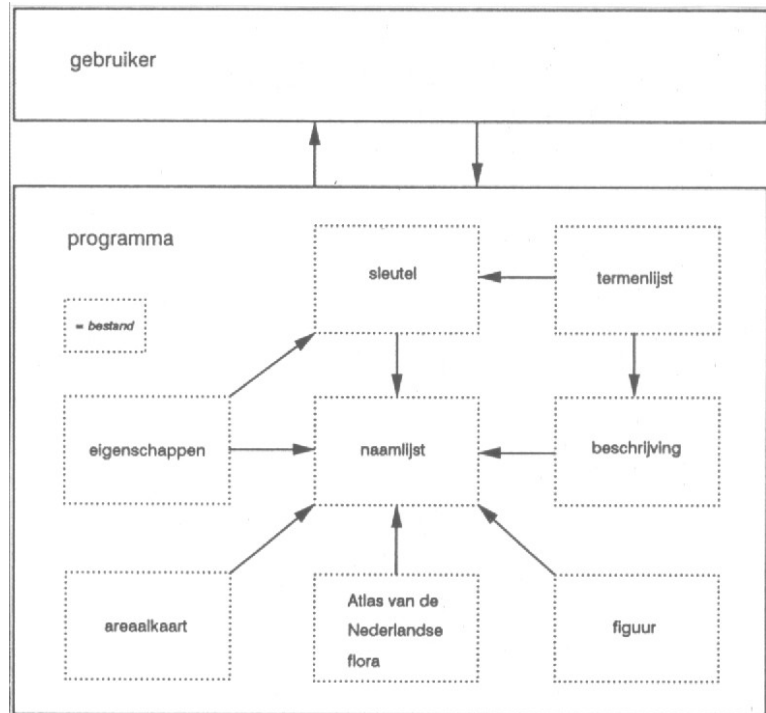 gebruiker
programma
sleutel
termenlijst
= bestand
eigenschappen
naamlijst
beschrijving
areaalkaart
Atlas van de
Nederlandse
flora
figuur